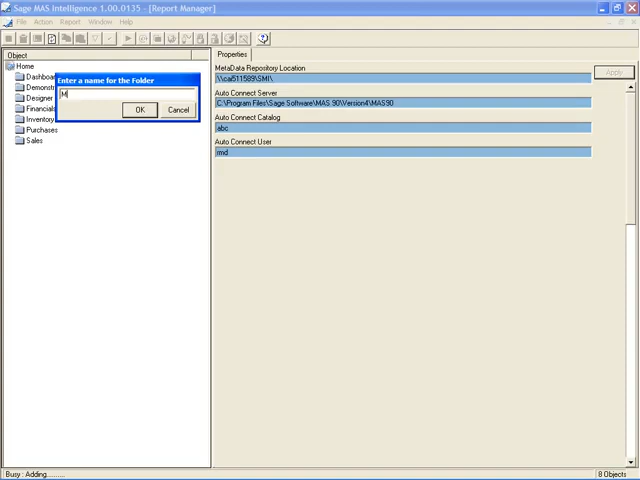 Sage MAS Intelligence 1.00.0135 - [Report Manager]
File Action Report Window Help
Object
Home
Dashboa
Demonstr
Designer
Financials
Inventory
Purchases
Sales
Enter a name for the Folder
M
OK Cancel
Properties
MetaData Repository Location
\\cai511589\SMI\
Apply
Auto Connect Server
C:\Program Files\Sage Software\MAS 90\Version4\MAS90
Auto Connect Catalog
abc
Auto Connect User
rmd
Busy : Adding......... 8 Objects